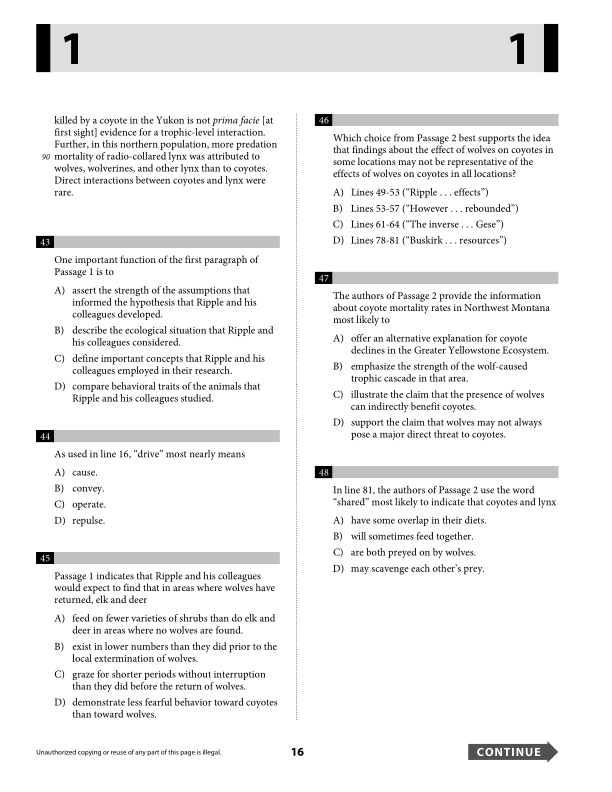 1
1
killed by a coyote in the Yukon is not prima facie [at
first sight] evidence for a trophic-level interaction.
Further, in this northern population, more predation
90 mortality of radio-collared lynx was attributed to
wolves, wolverines, and other lynx than to coyotes.
Direct interactions between coyotes and lynx were
rare.
43
One important function of the first paragraph of
Passage 1 is to
A) assert the strength of the assumptions that
informed the hypothesis that Ripple and his
colleagues developed.
B) describe the ecological situation that Ripple and
his colleagues considered.
C) define important concepts that Ripple and his
colleagues employed in their research.
D) compare behavioral traits of the animals that
Ripple and his colleagues studied.
44
As used in line 16, “drive” most nearly means
A) cause.
B) convey.
C) operate.
D) repulse.
45
Passage 1 indicates that Ripple and his colleagues
would expect to find that in areas where wolves have
returned, elk and deer
A) feed on fewer varieties of shrubs than do elk and
deer in areas where no wolves are found.
B) exist in lower numbers than they did prior to the
local extermination of wolves.
C) graze for shorter periods without interruption
than they did before the return of wolves.
D) demonstrate less fearful behavior toward coyotes
than toward wolves.
46
Which choice from Passage 2 best supports the idea
that findings about the effect of wolves on coyotes in
some locations may not be representative of the
effects of wolves on coyotes in all locations?
A) Lines 49-53 (“Ripple . . . effects”)
B) Lines 53-57 (“However . . . rebounded”)
C) Lines 61-64 (“The inverse . . . Gese”)
D) Lines 78-81 (“Buskirk . . . resources”)
47
The authors of Passage 2 provide the information
about coyote mortality rates in Northwest Montana
most likely to
A) offer an alternative explanation for coyote
declines in the Greater Yellowstone Ecosystem.
B) emphasize the strength of the wolf-caused
trophic cascade in that area.
C) illustrate the claim that the presence of wolves
can indirectly benefit coyotes.
D) support the claim that wolves may not always
pose a major direct threat to coyotes.
48
In line 81, the authors of Passage 2 use the word
“shared” most likely to indicate that coyotes and lynx
A) have some overlap in their diets.
B) will sometimes feed together.
C) are both preyed on by wolves.
D) may scavenge each other’s prey.
Unauthorized copying or reuse of any part of this page is illegal.
16
CONTINUE